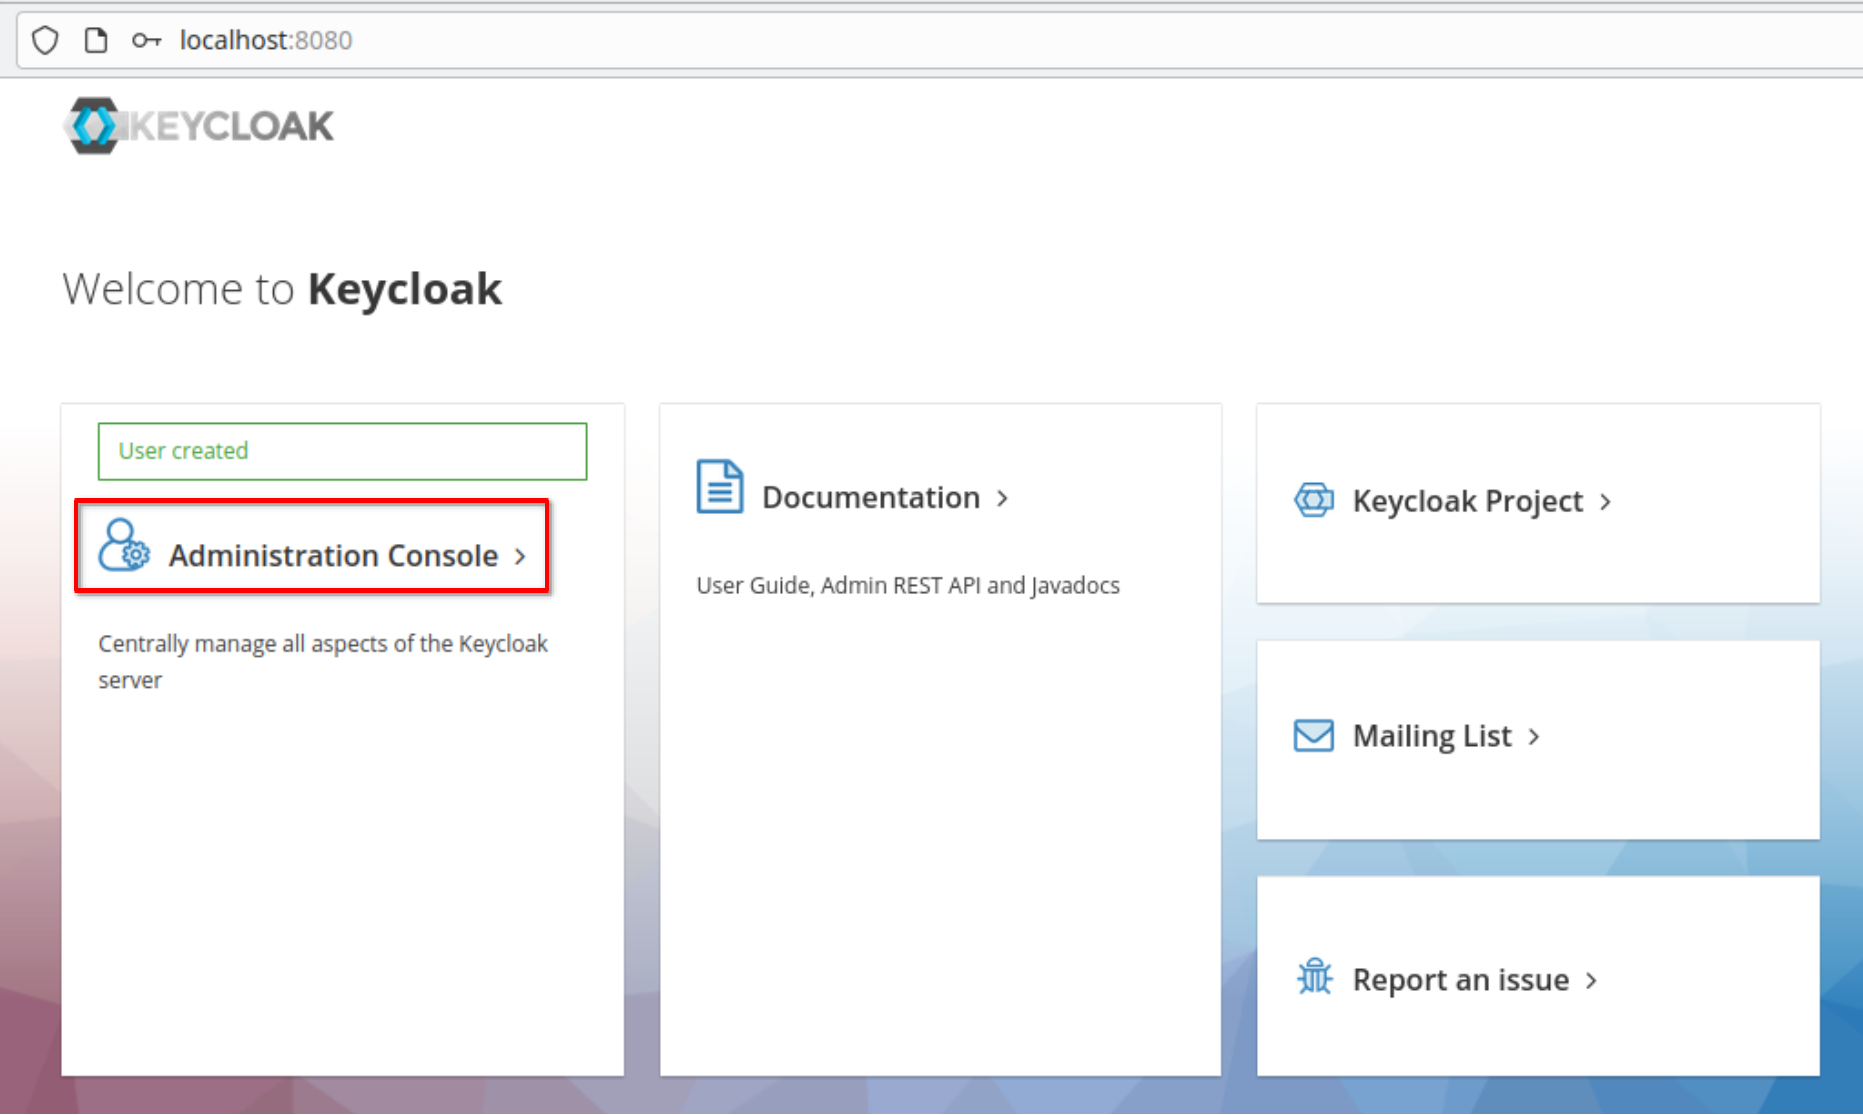 localhost:8080
KEYCLOAK
Welcome to Keycloak
User created
Administration Console
Centrally manage all aspects of the Keycloak
server
Documentation
User Guide, Admin REST API and Javadocs
Keycloak Project
Mailing List
Report an issue